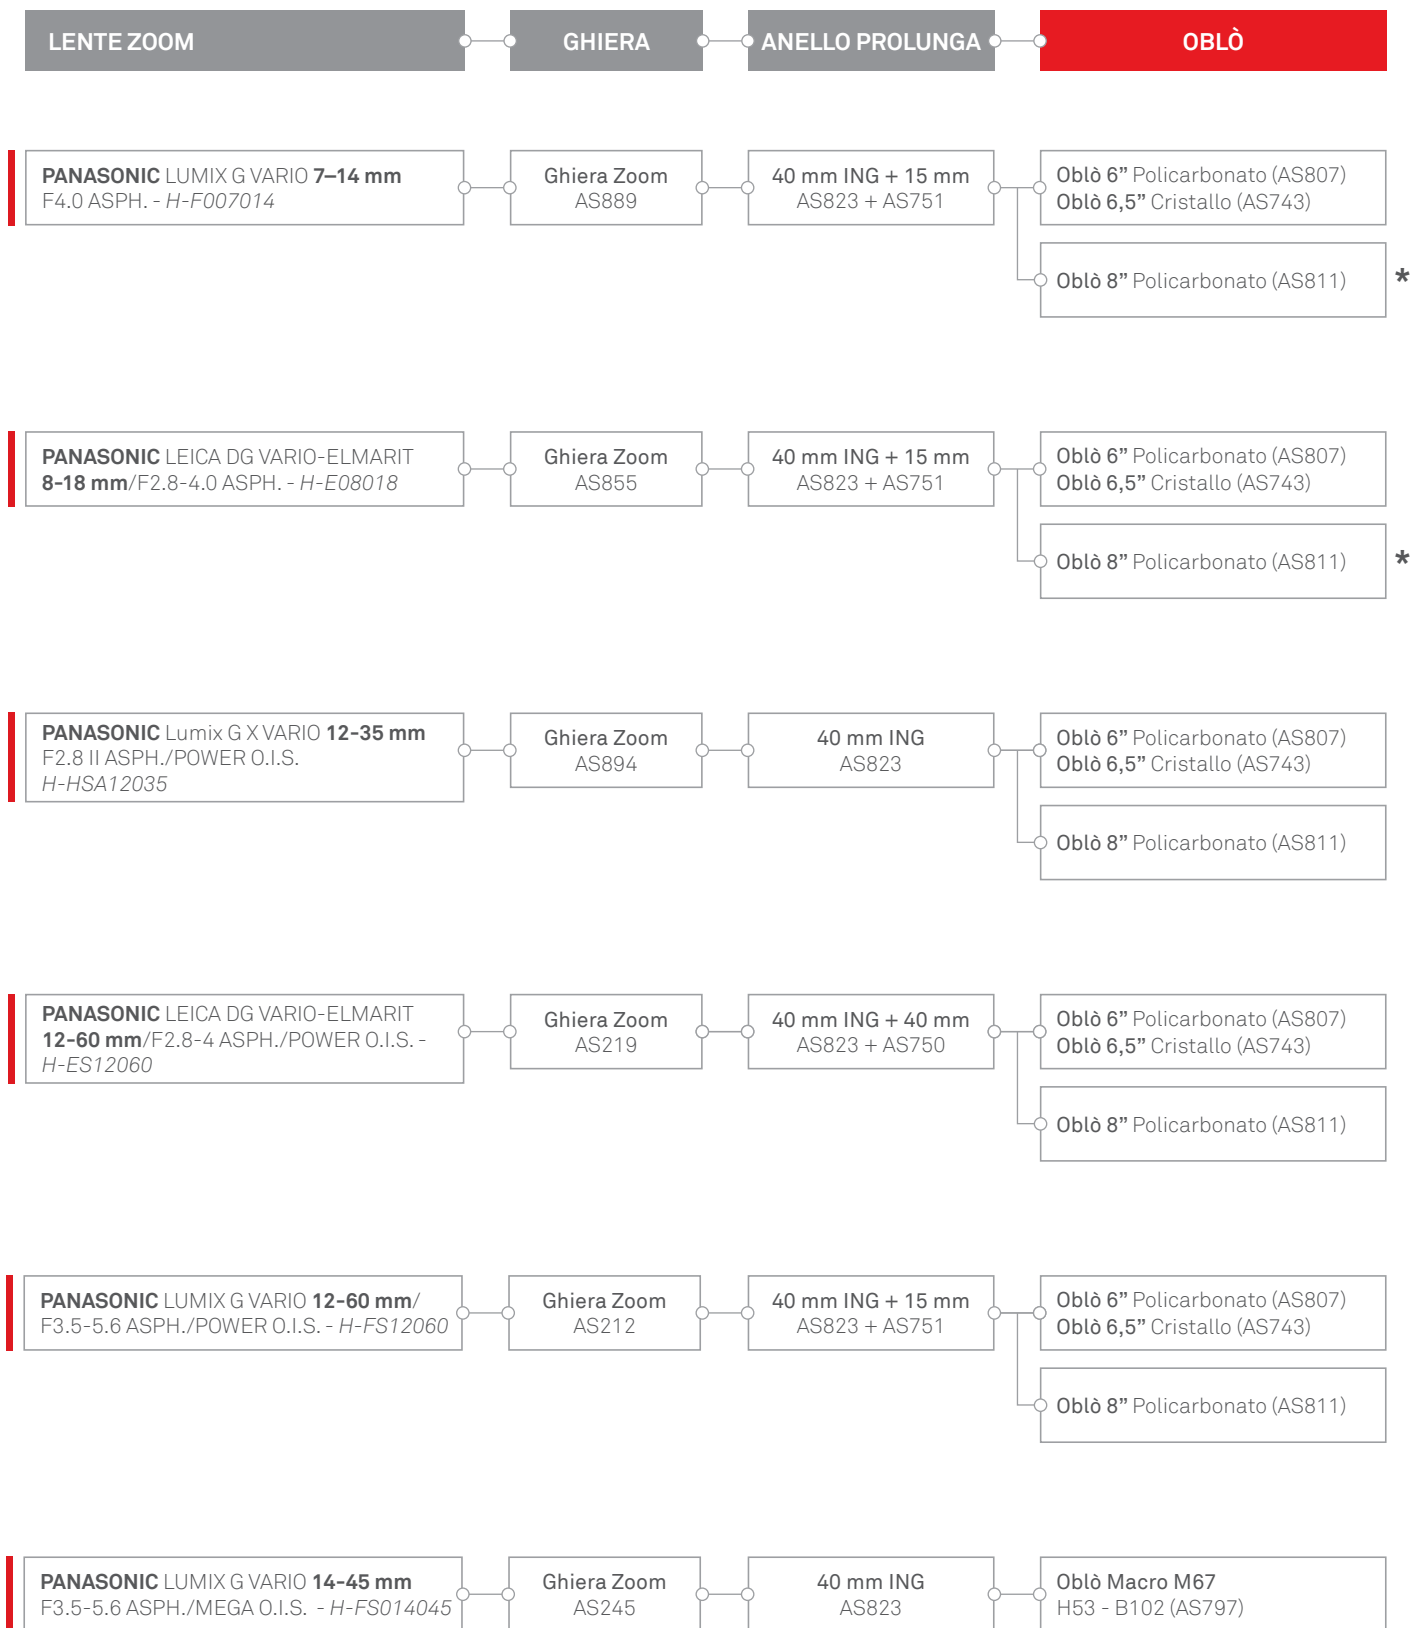 LENTE ZOOM
GHIERA
ANELLO PROLUNGA
OBLÒ
PANASONIC LUMIX G VARIO 7–14 mm
F4.0 ASPH. - H-F007014
Ghiera Zoom
AS889
40 mm ING + 15 mm
AS823 + AS751
Oblò 6” Policarbonato (AS807)
Oblò 6,5” Cristallo (AS743)
Oblò 8” Policarbonato (AS811)
*
PANASONIC LEICA DG VARIO-ELMARIT
8-18 mm/F2.8-4.0 ASPH. - H-E08018
Ghiera Zoom
AS855
40 mm ING + 15 mm
AS823 + AS751
Oblò 6” Policarbonato (AS807)
Oblò 6,5” Cristallo (AS743)
Oblò 8” Policarbonato (AS811)
*
PANASONIC Lumix G X VARIO 12-35 mm
F2.8 II ASPH./POWER O.I.S.
H-HSA12035
Ghiera Zoom
AS894
40 mm ING
AS823
Oblò 6” Policarbonato (AS807)
Oblò 6,5” Cristallo (AS743)
Oblò 8” Policarbonato (AS811)
PANASONIC LEICA DG VARIO-ELMARIT
12-60 mm/F2.8-4 ASPH./POWER O.I.S. -
H-ES12060
Ghiera Zoom
AS219
40 mm ING + 40 mm
AS823 + AS750
Oblò 6” Policarbonato (AS807)
Oblò 6,5” Cristallo (AS743)
Oblò 8” Policarbonato (AS811)
PANASONIC LUMIX G VARIO 12-60 mm/
F3.5-5.6 ASPH./POWER O.I.S. - H-FS12060
Ghiera Zoom
AS212
40 mm ING + 15 mm
AS823 + AS751
Oblò 6” Policarbonato (AS807)
Oblò 6,5” Cristallo (AS743)
Oblò 8” Policarbonato (AS811)
PANASONIC LUMIX G VARIO 14-45 mm
F3.5-5.6 ASPH./MEGA O.I.S. - H-FS014045
Ghiera Zoom
AS245
40 mm ING
AS823
Oblò Macro M67
H53 - B102 (AS797)